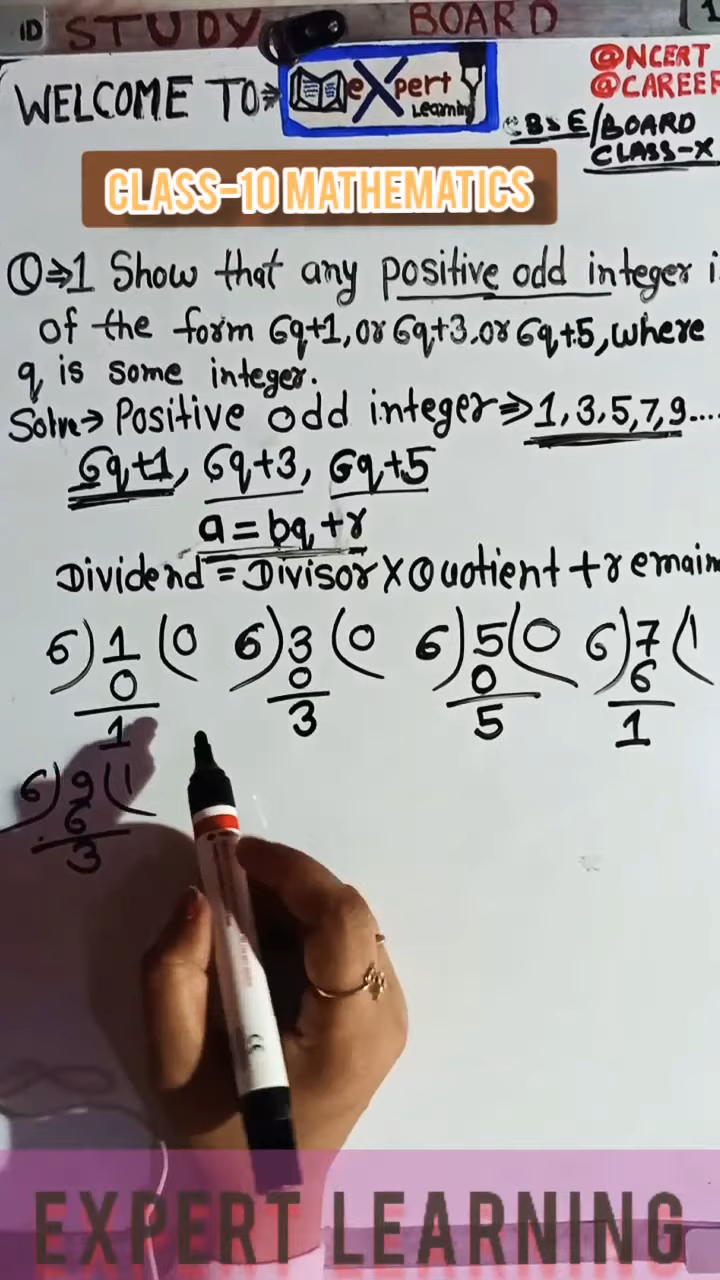 ID STUDY BOARD
WELCOME TO⇒ eXpert Learning
@NCERT
@CAREER
CBSE/BOARD
CLASS-X
CLASS-10 MATHEMATICS
Q⇒1 Show that any positive odd integer i
of the form 6q+1, or 6q+3. or 6q+5, where
q is some integer.
Solve→ Positive odd integer⇒ 1, 3, 5, 7, 9....
6q+1, 6q+3, 6q+5
a = bq + r
Dividend = Divisor × Quotient + remain
6 ) 1 ( 0 6 ) 3 ( 0 6 ) 5 ( 0 6 ) 7 ( 1
0 0 0 6
1 3 5 1
6 ) 9 ( 1
6
3
EXPERT LEARNING